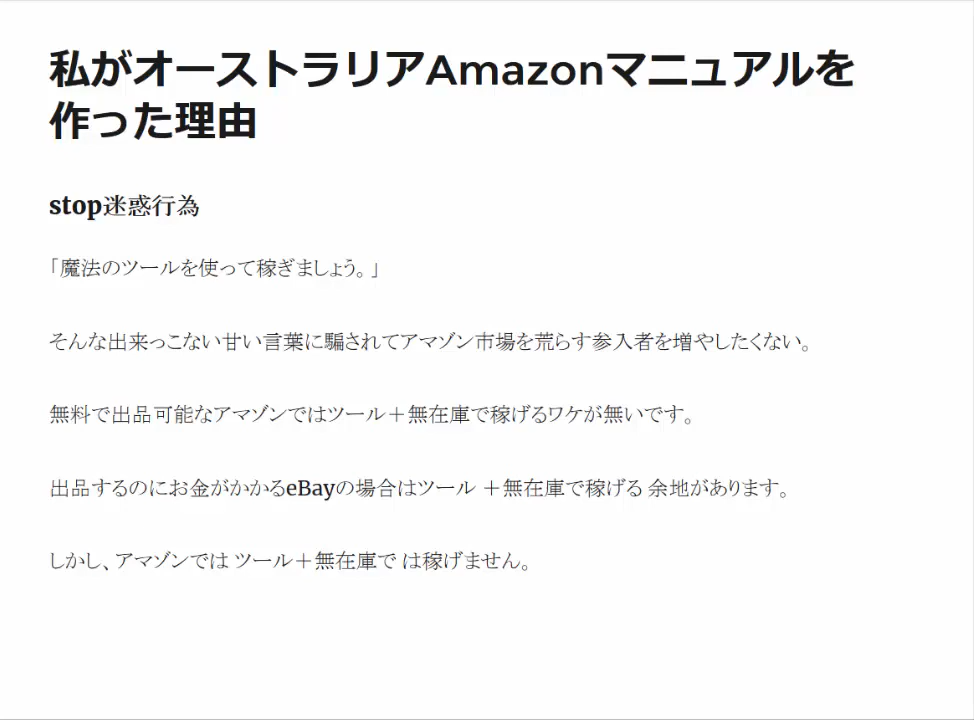 私がオーストラリアAmazonマニュアルを
作った理由
stop迷惑行為
「魔法のツールを使って稼ぎましょう。」
そんな出来っこない甘い言葉に騙されてアマゾン市場を荒らす参入者を増やしたくない。
無料で出品可能なアマゾンではツール＋無在庫で稼げるワケが無いです。
出品するのにお金がかかるeBayの場合はツール ＋無在庫で稼げる 余地があります。
しかし、アマゾンでは ツール＋無在庫で は稼げません。